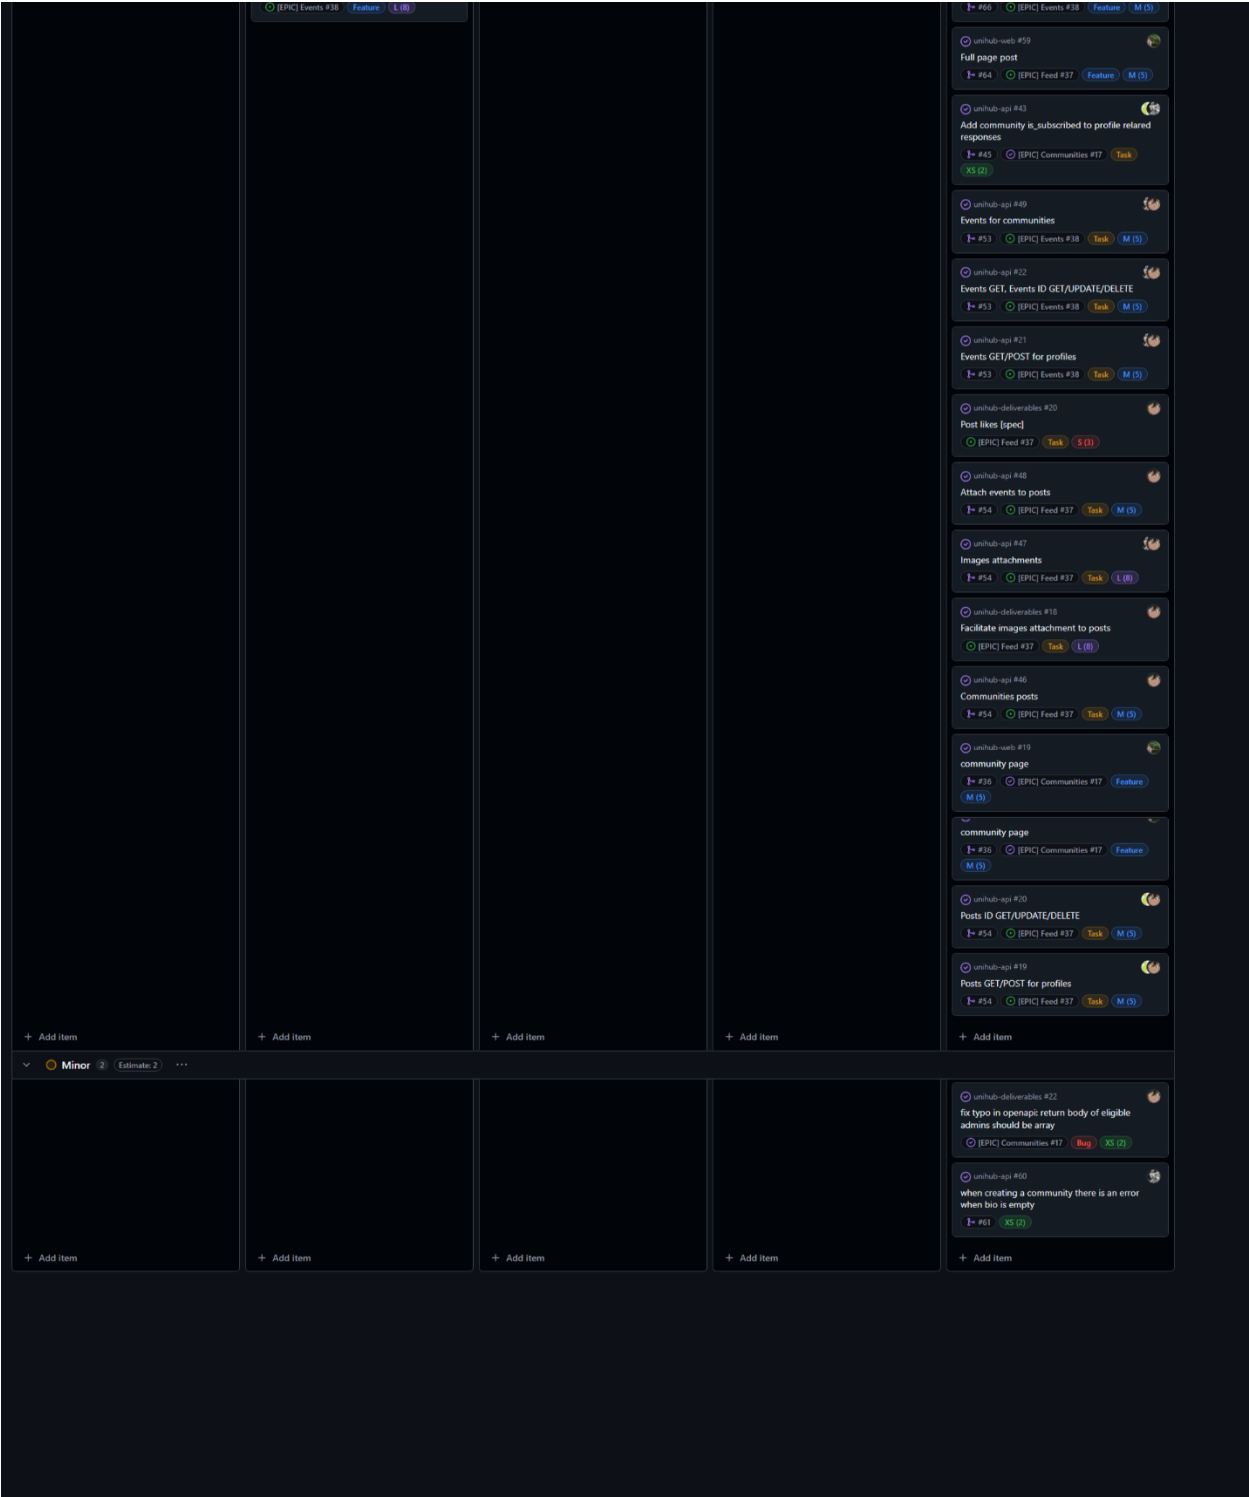 [EPIC] Events #38 Feature L (8)
#66 [EPIC] Events #38 Feature M (5)
unihub-web #59
Full page post
#64 [EPIC] Feed #37 Feature M (5)
unihub-api #43
Add community is_subscribed to profile relared
responses
#45 [EPIC] Communities #17 Task
XS (2)
unihub-api #49
Events for communities
#53 [EPIC] Events #38 Task M (5)
unihub-api #22
Events GET, Events ID GET/UPDATE/DELETE
#53 [EPIC] Events #38 Task M (5)
unihub-api #21
Events GET/POST for profiles
#53 [EPIC] Events #38 Task M (5)
unihub-deliverables #20
Post likes [spec]
[EPIC] Feed #37 Task S (3)
unihub-api #48
Attach events to posts
#54 [EPIC] Feed #37 Task M (5)
unihub-api #47
Images attachments
#54 [EPIC] Feed #37 Task L (8)
unihub-deliverables #18
Facilitate images attachment to posts
[EPIC] Feed #37 Task L (8)
unihub-api #46
Communities posts
#54 [EPIC] Feed #37 Task M (5)
unihub-web #19
community page
#36 [EPIC] Communities #17 Feature
M (5)
community page
#36 [EPIC] Communities #17 Feature
M (5)
unihub-api #20
Posts ID GET/UPDATE/DELETE
#54 [EPIC] Feed #37 Task M (5)
unihub-api #19
Posts GET/POST for profiles
#54 [EPIC] Feed #37 Task M (5)
+ Add item + Add item + Add item + Add item + Add item
Minor 2 Estimate: 2 ...
unihub-deliverables #22
fix typo in openapi: return body of eligible
admins should be array
[EPIC] Communities #17 Bug XS (2)
unihub-api #60
when creating a community there is an error
when bio is empty
#61 XS (2)
+ Add item + Add item + Add item + Add item + Add item